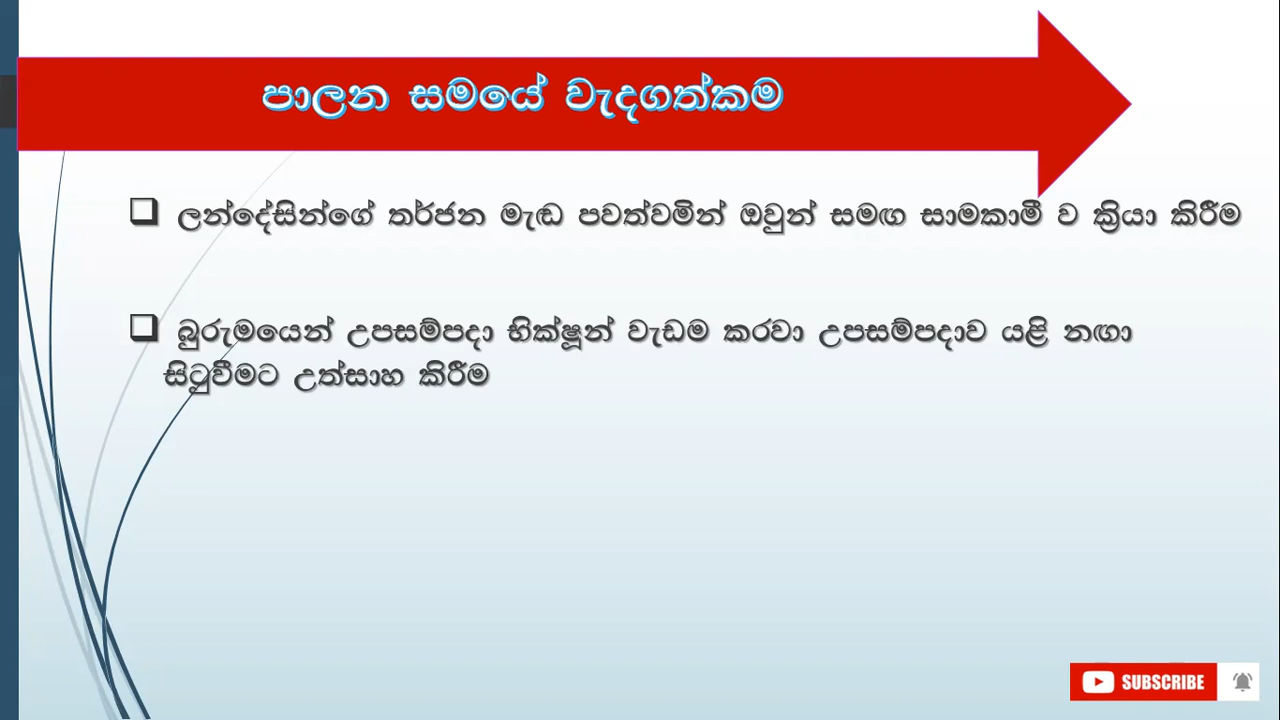 පාලන සමයේ වැදගත්කම
ලන්දේසින්ගේ තර්ජන මැඬ පවත්වමින් ඔවුන් සමඟ සාමකාමී ව ක්‍රියා කිරීම
බුරුමයෙන් උපසම්පදා භික්ෂූන් වැඩම කරවා උපසම්පදාව යළි නඟා
සිටුවීමට උත්සාහ කිරීම
SUBSCRIBE